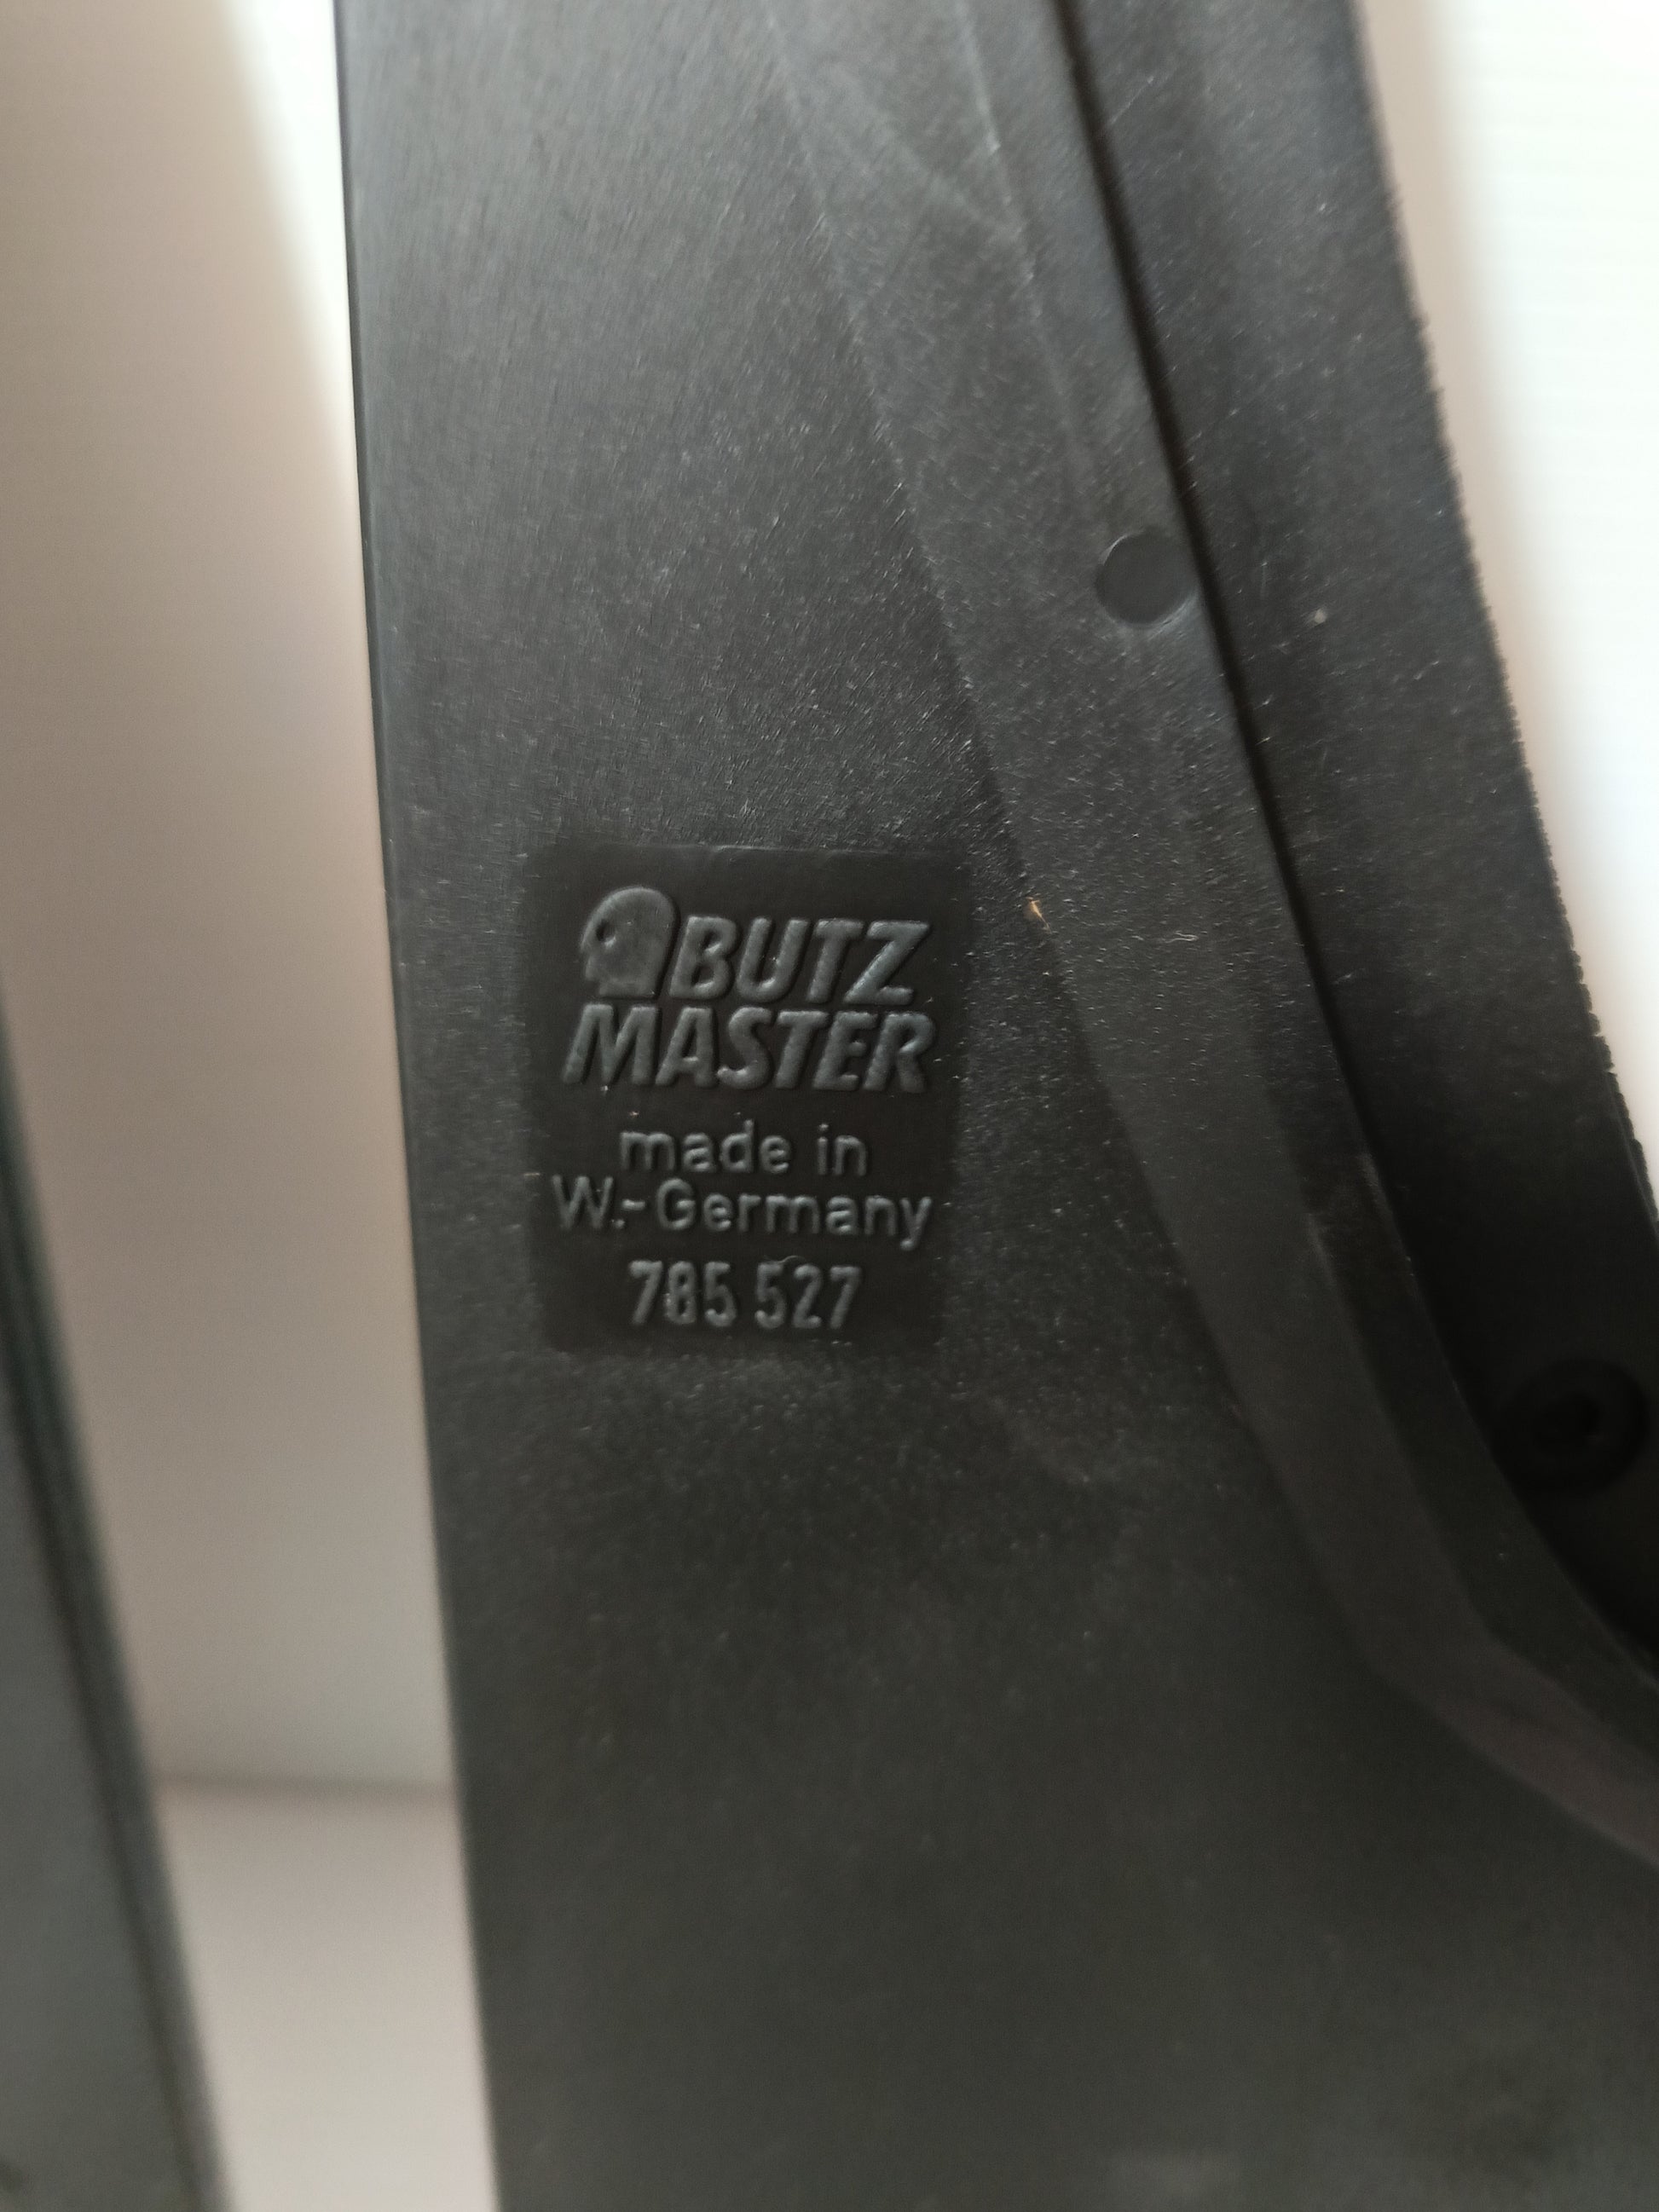 BUTZ
MASTER
made in
W.-Germany
785 527